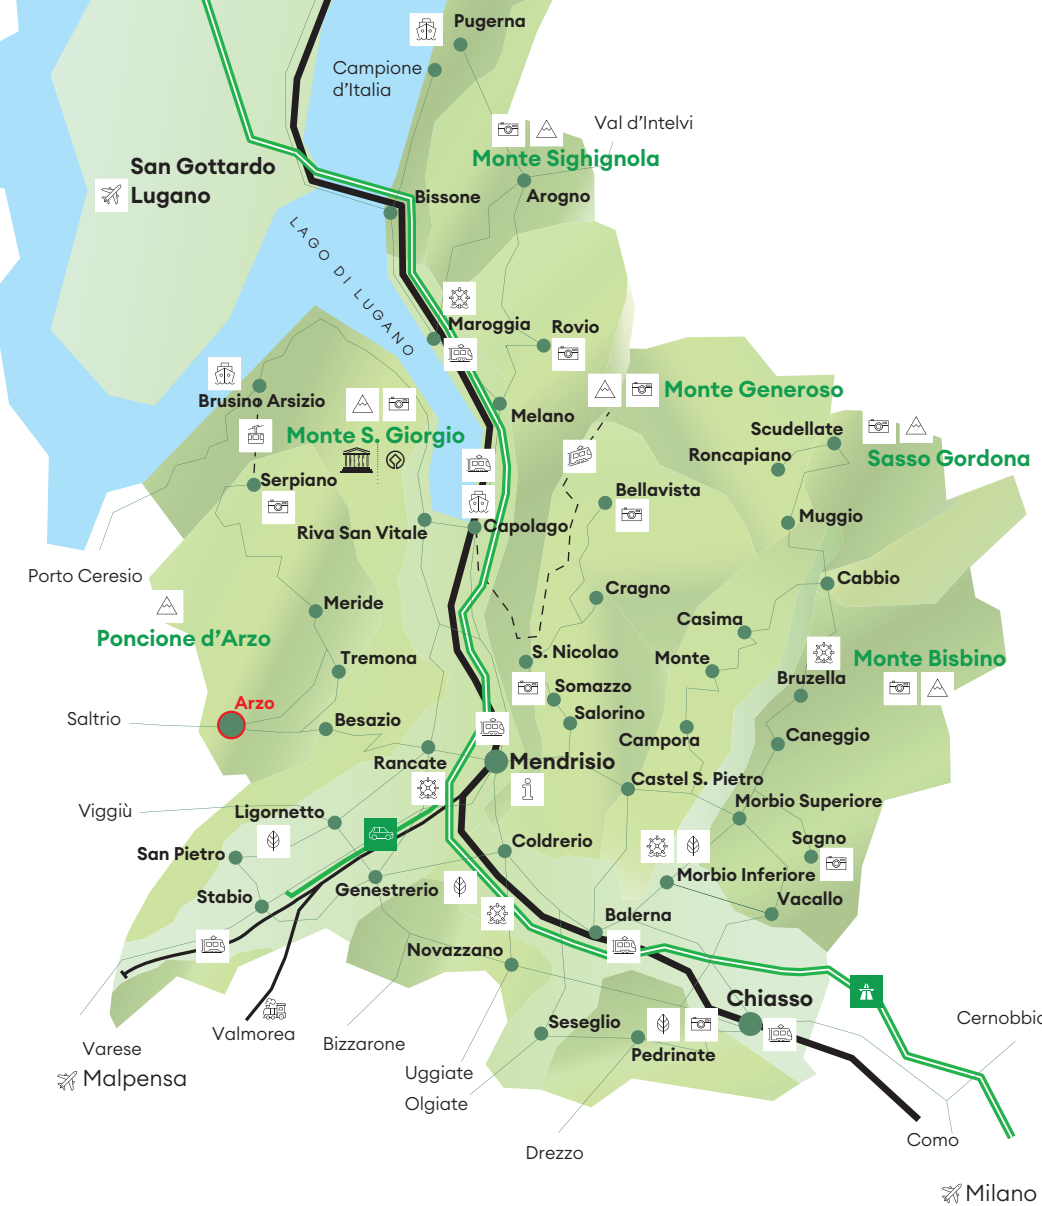 Pugerna
Campione
d’Italia
Val d’Intelvi
Monte Sighignola
San Gottardo
Lugano
Bissone
Arogno
LAGO DI LUGANO
Maroggia
Rovio
Brusino Arsizio
Monte Generoso
Melano
Monte S. Giorgio
Scudellate
Roncapiano
Sasso Gordona
Serpiano
Bellavista
Riva San Vitale
Capolago
Muggio
Porto Ceresio
Cabbio
Meride
Cragno
Casima
Poncione d’Arzo
Tremona
S. Nicolao
Monte
Monte Bisbino
Bruzella
Arzo
Somazzo
Saltrio
Besazio
Salorino
Campora
Caneggio
Rancate
Mendrisio
Castel S. Pietro
Viggiù
Ligornetto
Morbio Superiore
San Pietro
Coldrerio
Sagno
Stabio
Genestrerio
Morbio Inferiore
Vacallo
Balerna
Novazzano
Chiasso
Valmorea
Seseglio
Cernobbio
Varese
Bizzarone
Pedrinate
Malpensa
Uggiate
Olgiate
Drezzo
Como
Milano